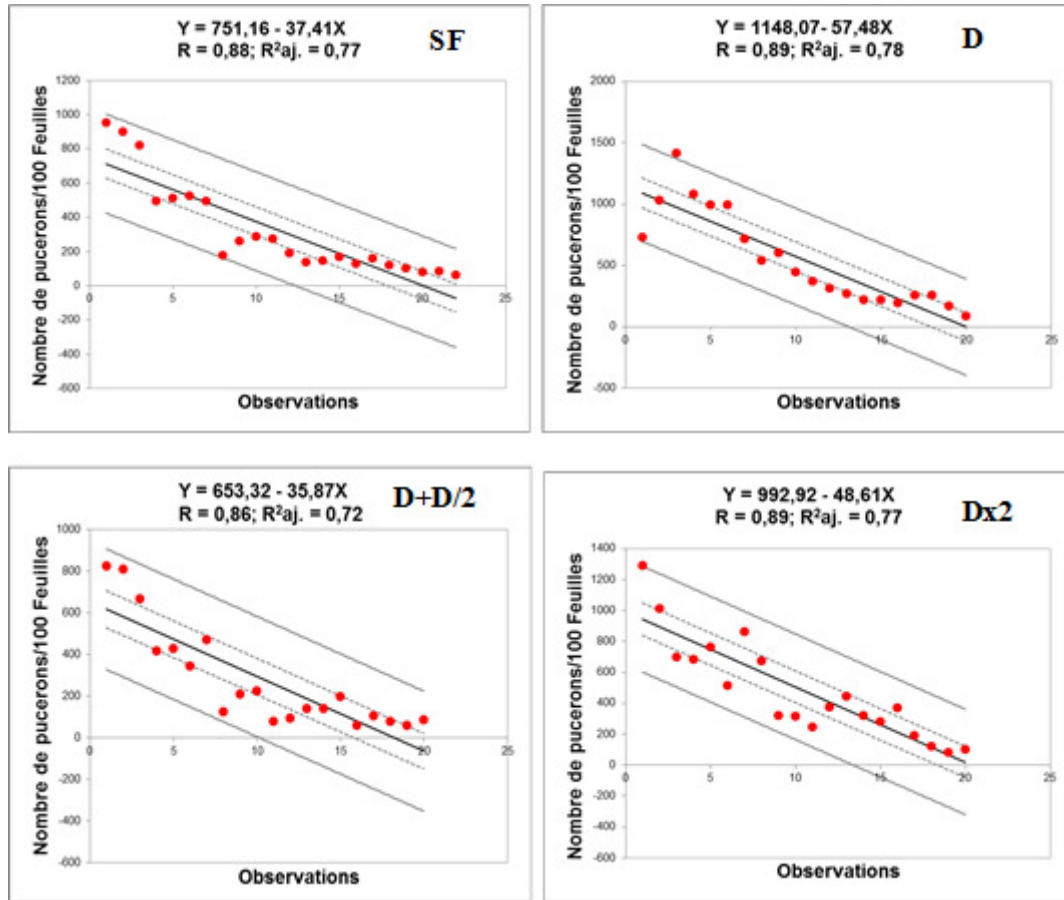 Y = 751,16 - 37,41X
R = 0,88; R²aj. = 0,77
SF
Nombre de pucerons/100 Feuilles
1200
1000
800
600
400
200
0
-200
-400
-600
0 5 10 15 20 25
Observations
Y = 1148,07- 57,48X
R = 0,89; R²aj. = 0,78
D
Nombre de pucerons/100 Feuilles
2000
1500
1000
500
0
-500
0 5 10 15 20 25
Observations
Y = 653,32 - 35,87X
R = 0,86; R²aj. = 0,72
D+D/2
Nombre de pucerons/100 Feuilles
1000
800
600
400
200
0
-200
-400
-600
0 5 10 15 20 25
Observations
Y = 992,92 - 48,61X
R = 0,89; R²aj. = 0,77
Dx2
Nombre de pucerons/100 Feuilles
1400
1200
1000
800
600
400
200
0
-200
-400
-600
0 5 10 15 20 25
Observations